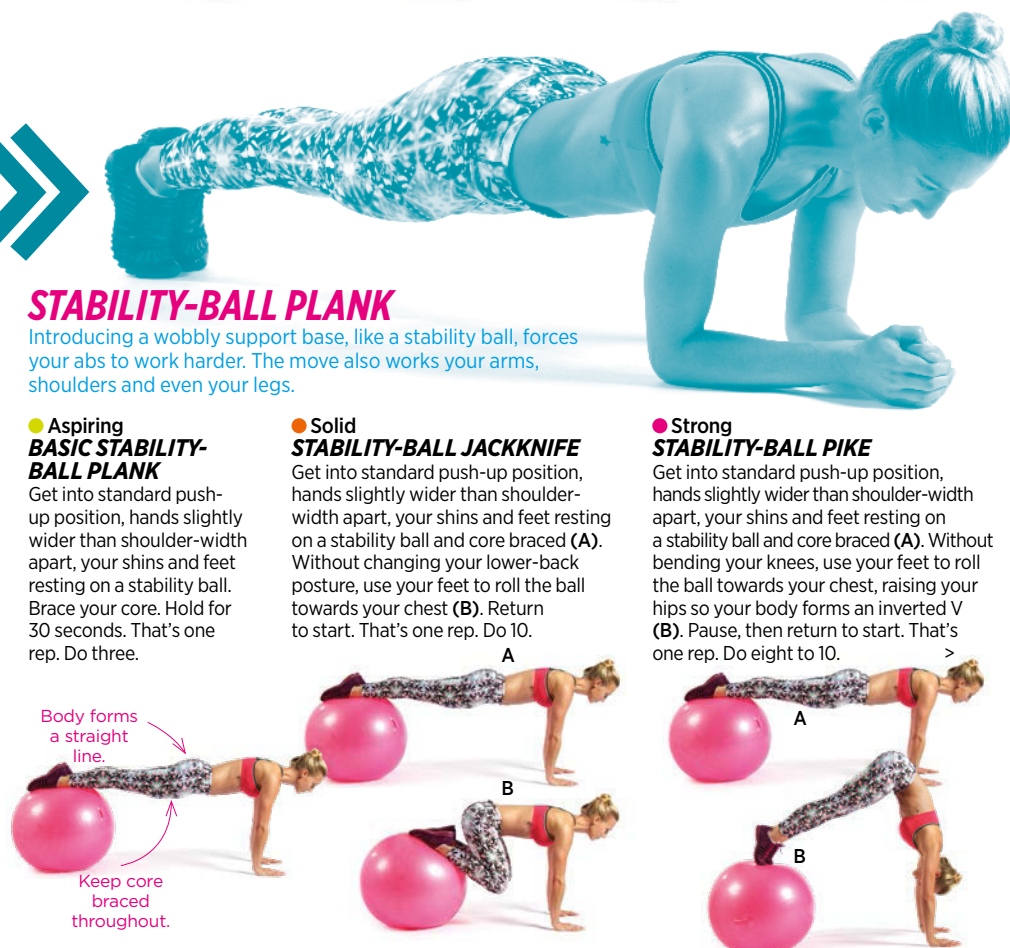 STABILITY-BALL PLANK
Introducing a wobbly support base, like a stability ball, forces
your abs to work harder. The move also works your arms,
shoulders and even your legs.
Aspiring
BASIC STABILITY-
BALL PLANK
Get into standard push-
up position, hands slightly
wider than shoulder-width
apart, your shins and feet
resting on a stability ball.
Brace your core. Hold for
30 seconds. That's one
rep. Do three.
Body forms
a straight
line.
Keep core
braced
throughout.
Solid
STABILITY-BALL JACKKNIFE
Get into standard push-up position,
hands slightly wider than shoulder-
width apart, your shins and feet resting
on a stability ball and core braced (A).
Without changing your lower-back
posture, use your feet to roll the ball
towards your chest (B). Return
to start. That's one rep. Do 10.
A
B
Strong
STABILITY-BALL PIKE
Get into standard push-up position,
hands slightly wider than shoulder-width
apart, your shins and feet resting on
a stability ball and core braced (A). Without
bending your knees, use your feet to roll
the ball towards your chest, raising your
hips so your body forms an inverted V
(B). Pause, then return to start. That's
one rep. Do eight to 10. >
A
B